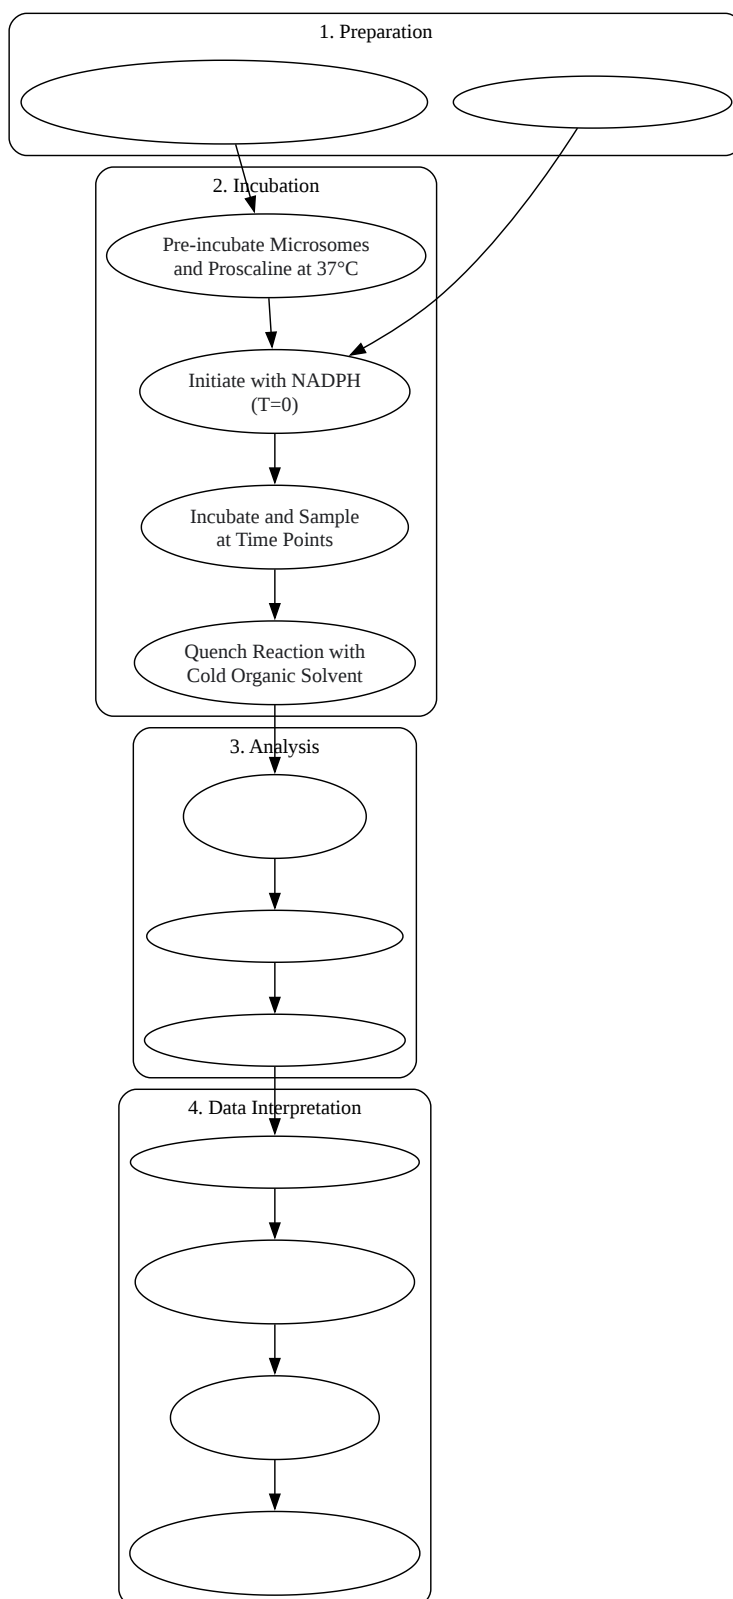 1. Preparation
2. Incubation
Pre-incubate Microsomes
and Proscaline at 37°C
Initiate with NADPH
(T=0)
Incubate and Sample
at Time Points
Quench Reaction with
Cold Organic Solvent
3. Analysis
4. Data Interpretation